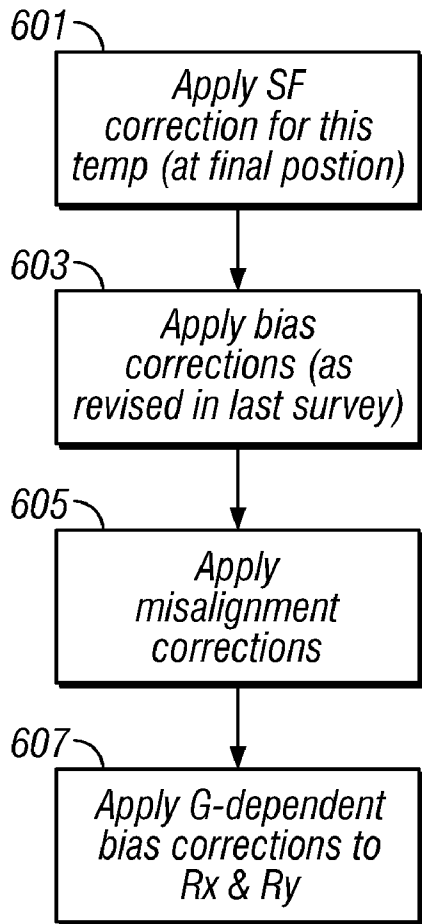 601
Apply SF
correction for this
temp (at final postion)
603
Apply bias
corrections (as
revised in last survey)
605
Apply
misalignment
corrections
607
Apply G-dependent
bias corrections to
Rx & Ry